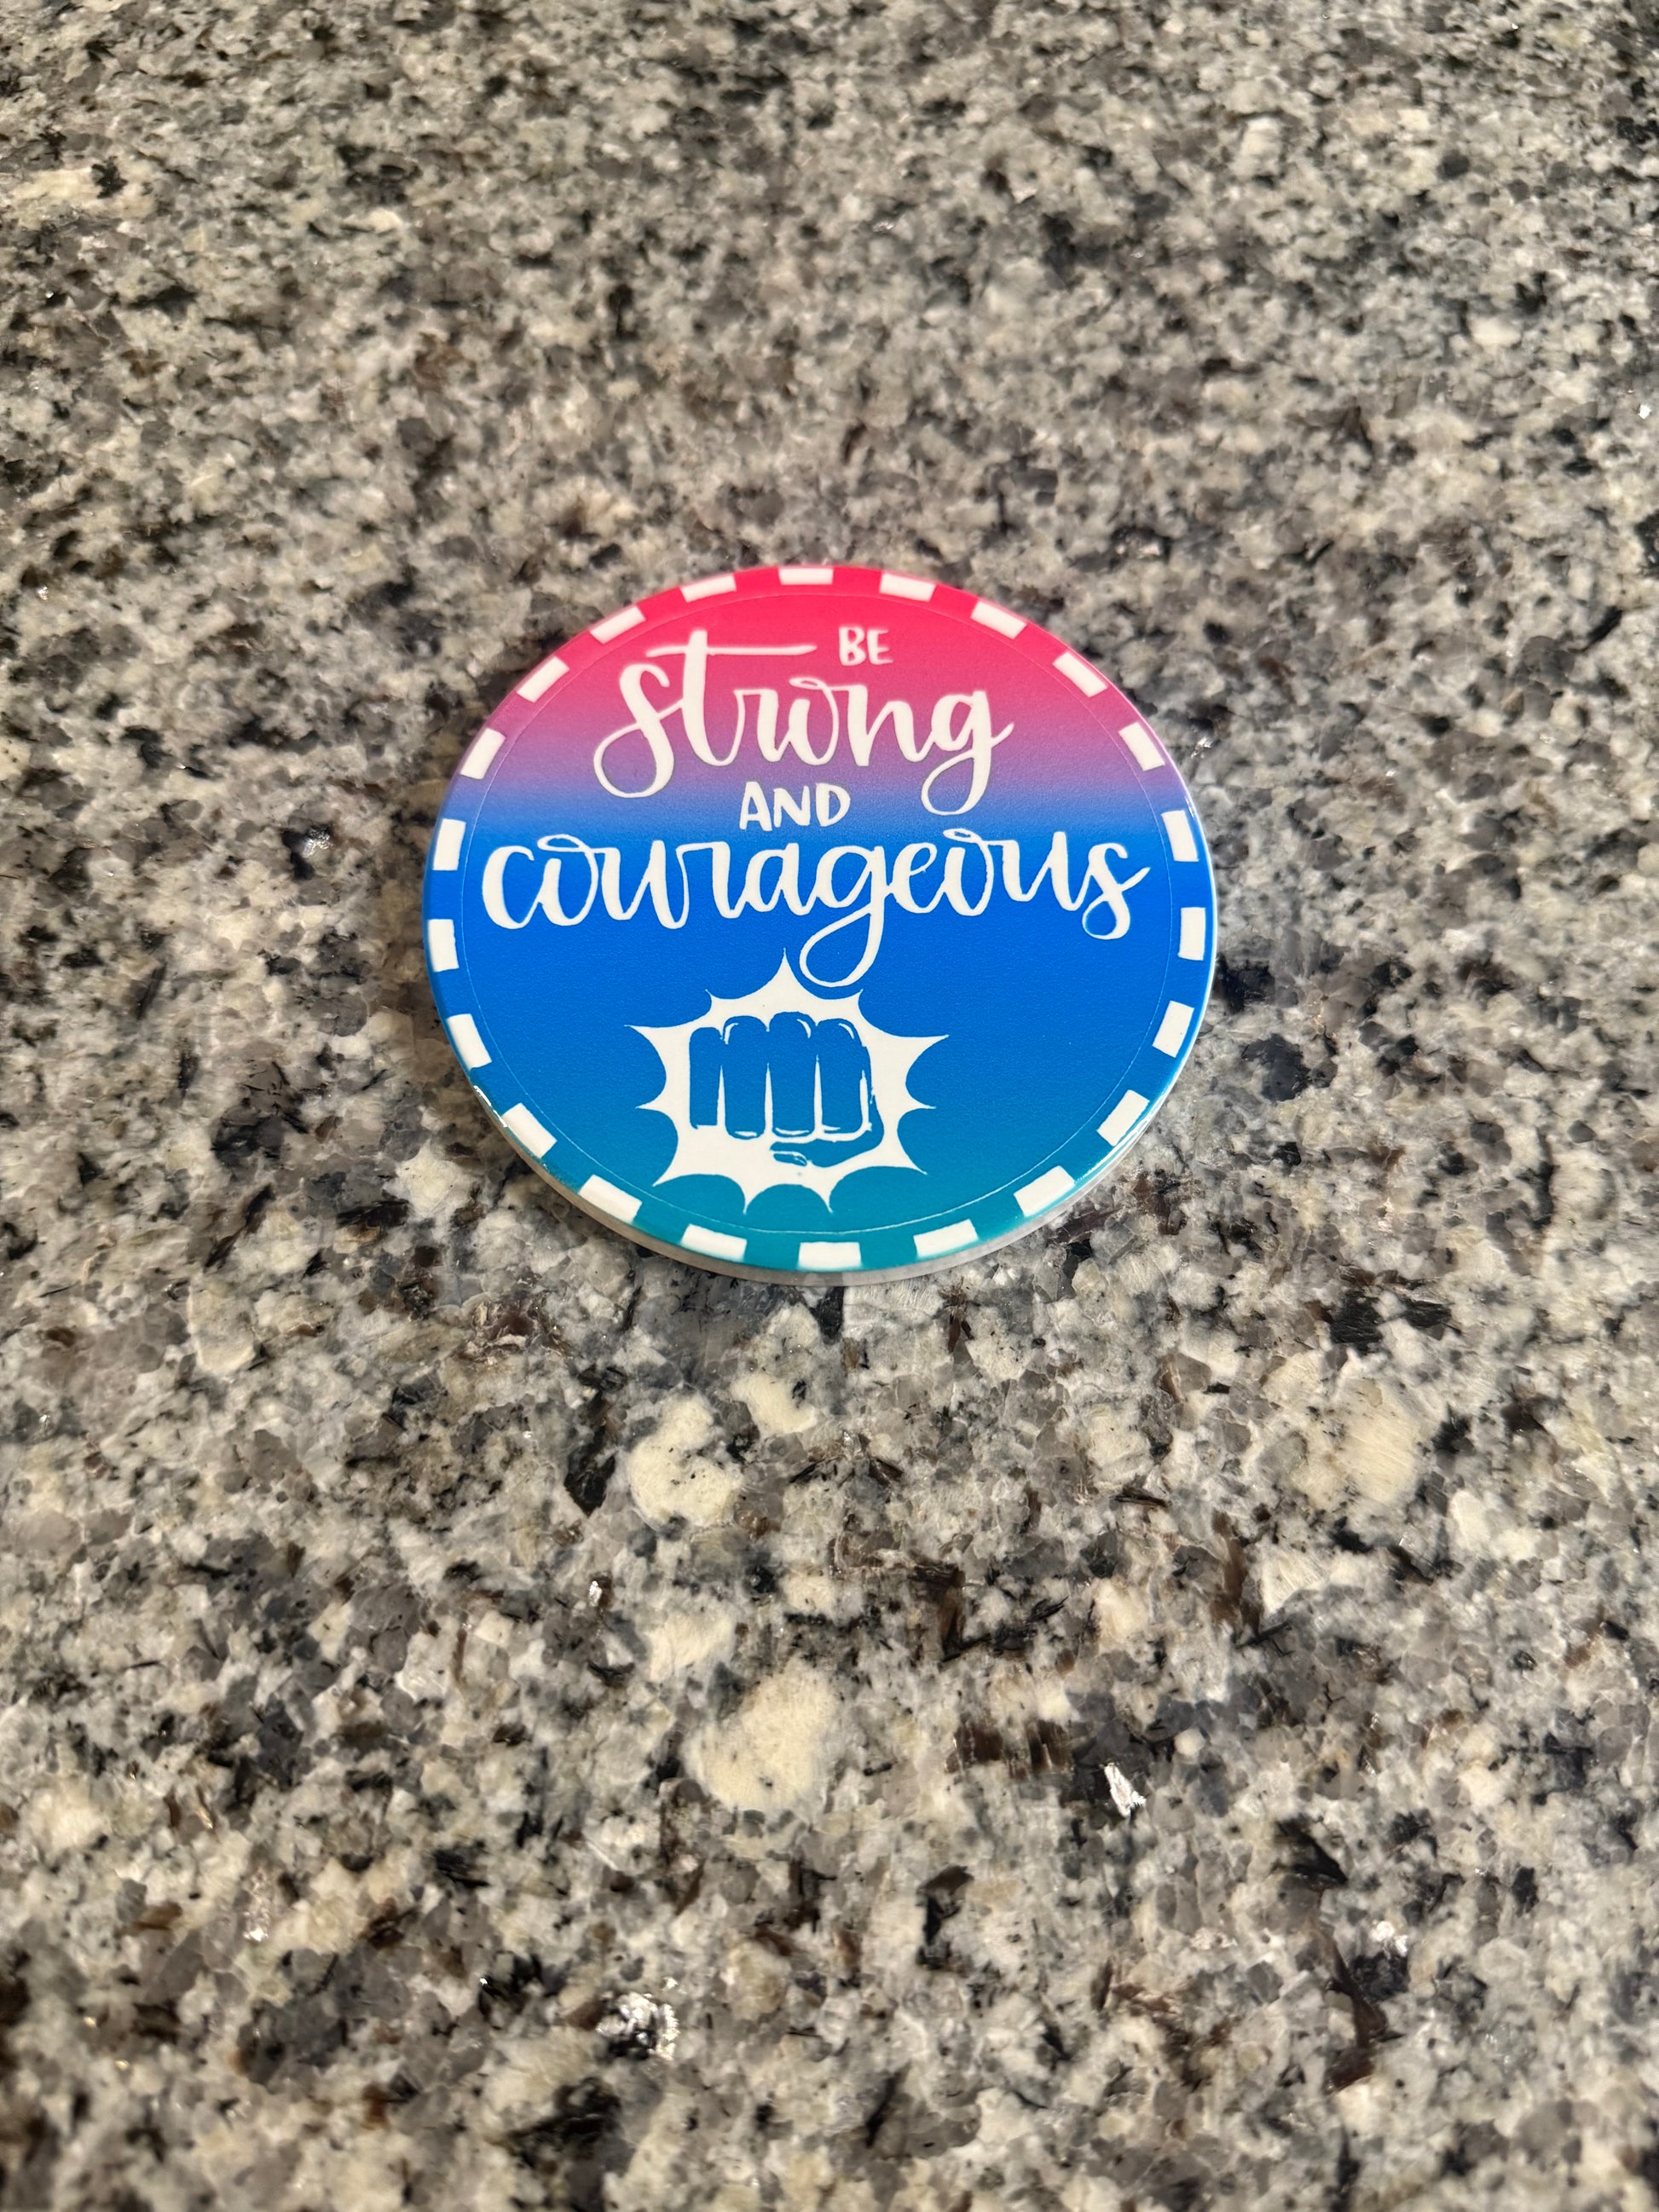 BE
strong
AND
courageous